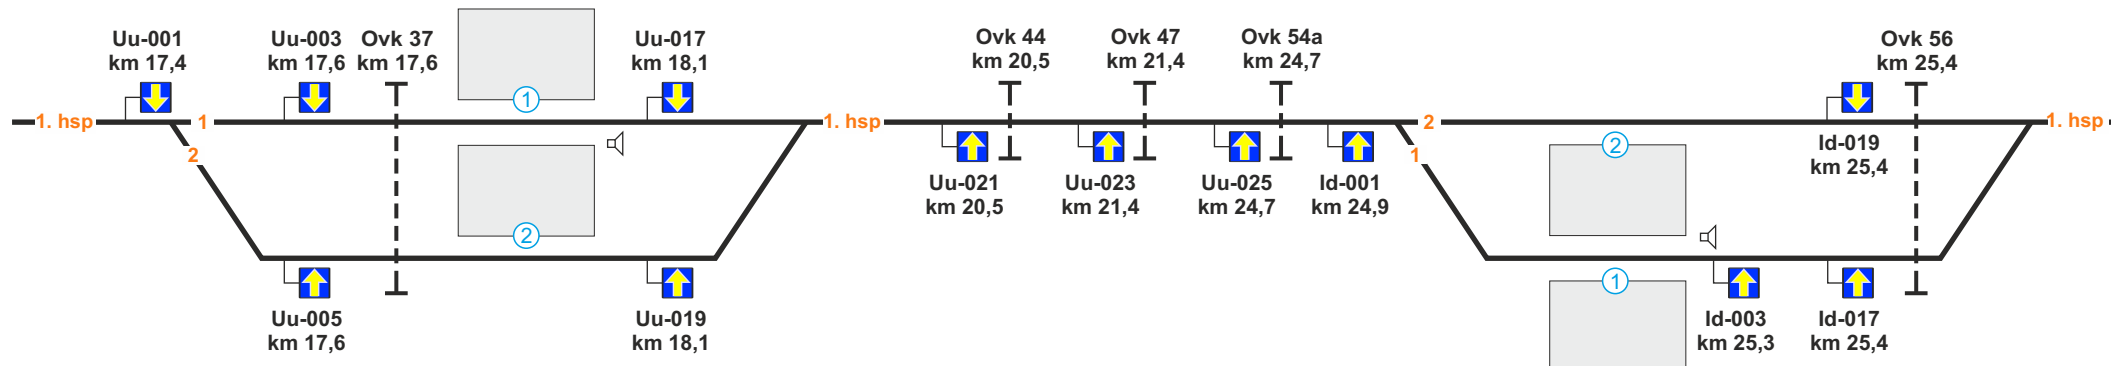 Uu-001
km 17,4
Uu-003
km 17,6
Ovk 37
km 17,6
Uu-017
km 18,1
Ovk 44
km 20,5
Ovk 47
km 21,4
Ovk 54a
km 24,7
Ovk 56
km 25,4
1. hsp
1
2
1
2
1. hsp
Uu-005
km 17,6
Uu-019
km 18,1
Uu-021
km 20,5
Uu-023
km 21,4
Uu-025
km 24,7
Id-001
km 24,9
2
1
2
1
Id-019
km 25,4
1. hsp
Id-003
km 25,3
Id-017
km 25,4